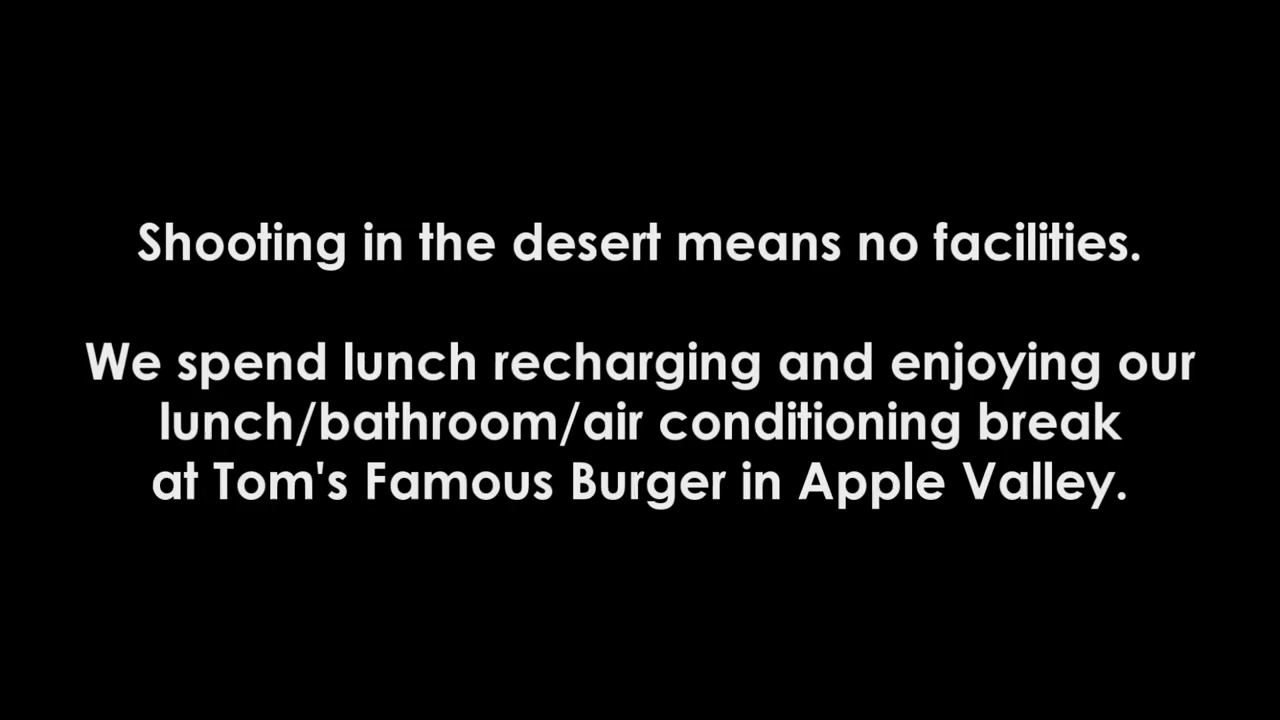 Shooting in the desert means no facilities.
We spend lunch recharging and enjoying our
lunch/bathroom/air conditioning break
at Tom's Famous Burger in Apple Valley.